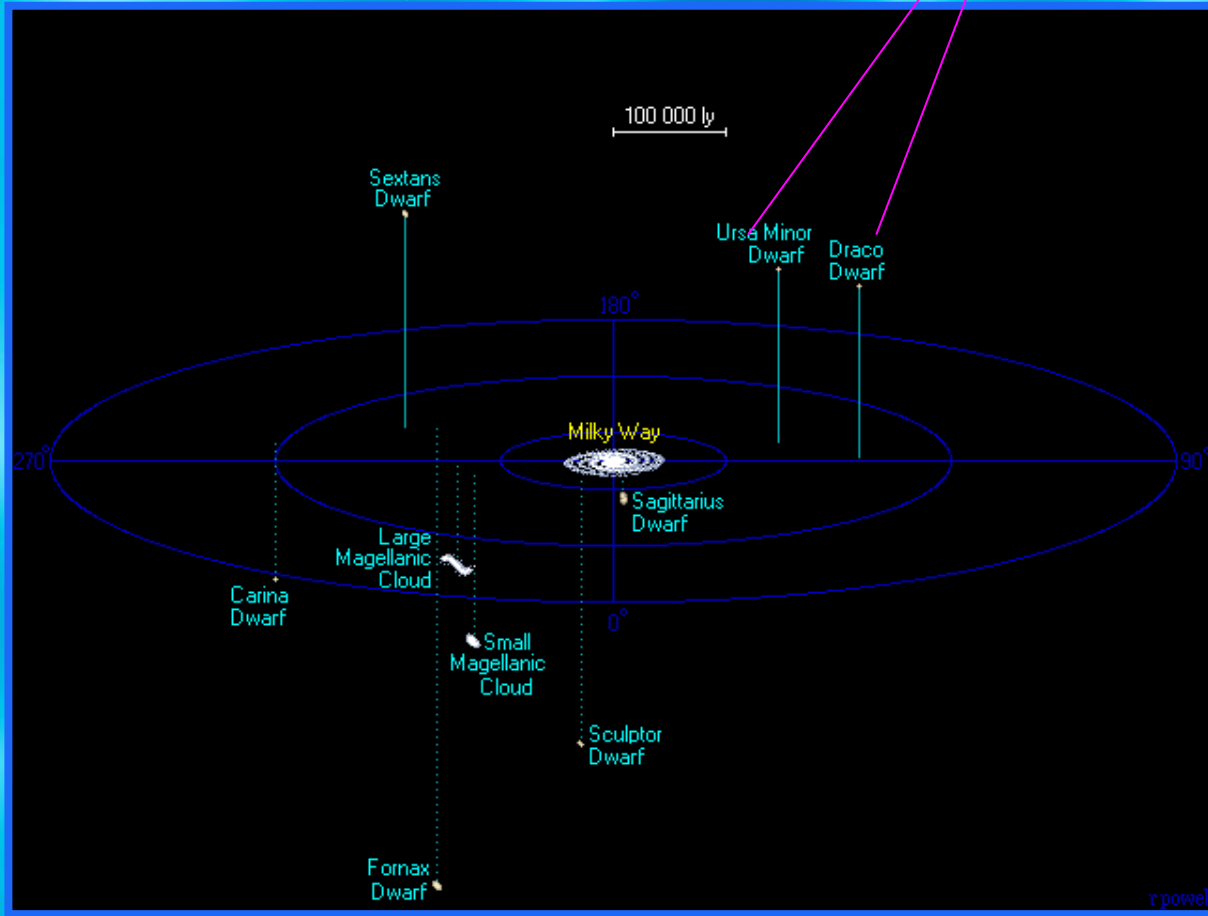 100 000 ly
Sextans
Dwarf
Ursa Minor
Dwarf
Draco
Dwarf
180°
Milky Way
270°
90°
Sagittarius
Dwarf
Large
Magellanic
Cloud
Carina
Dwarf
0°
Small
Magellanic
Cloud
Sculptor
Dwarf
Fornax
Dwarf
rpowel